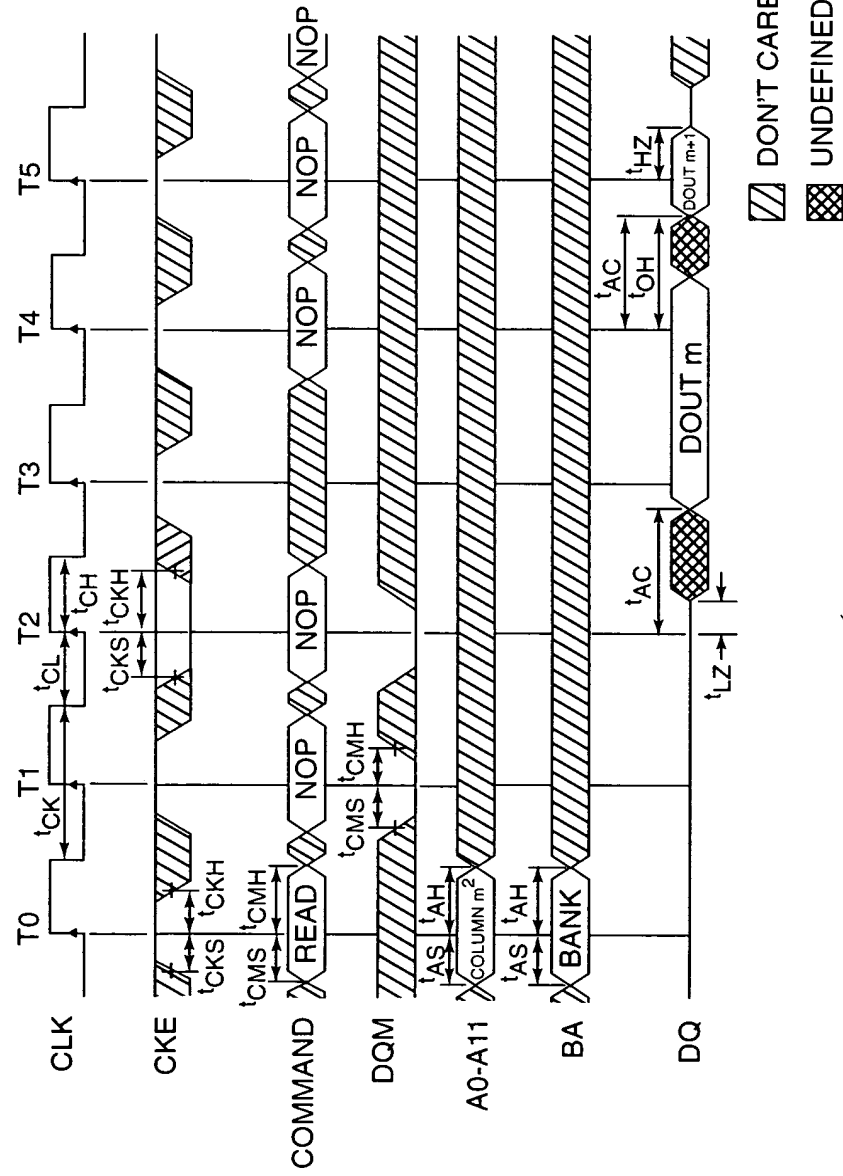 T0 T1 T2 T3 T4 T5
CLK
tCK tCL tCH
CKE
tCKS tCKH tCKS tCKH
tCMS tCMH
COMMAND READ NOP NOP NOP NOP NOP
tCMS tCMH
DQM
tAS tAH
A0-A11 COLUMN m²
tAS tAH
BA BANK
tAC tAC
tOH tHZ
DQ DOUT m DOUT m+1
tLZ
DON'T CARE
UNDEFINED